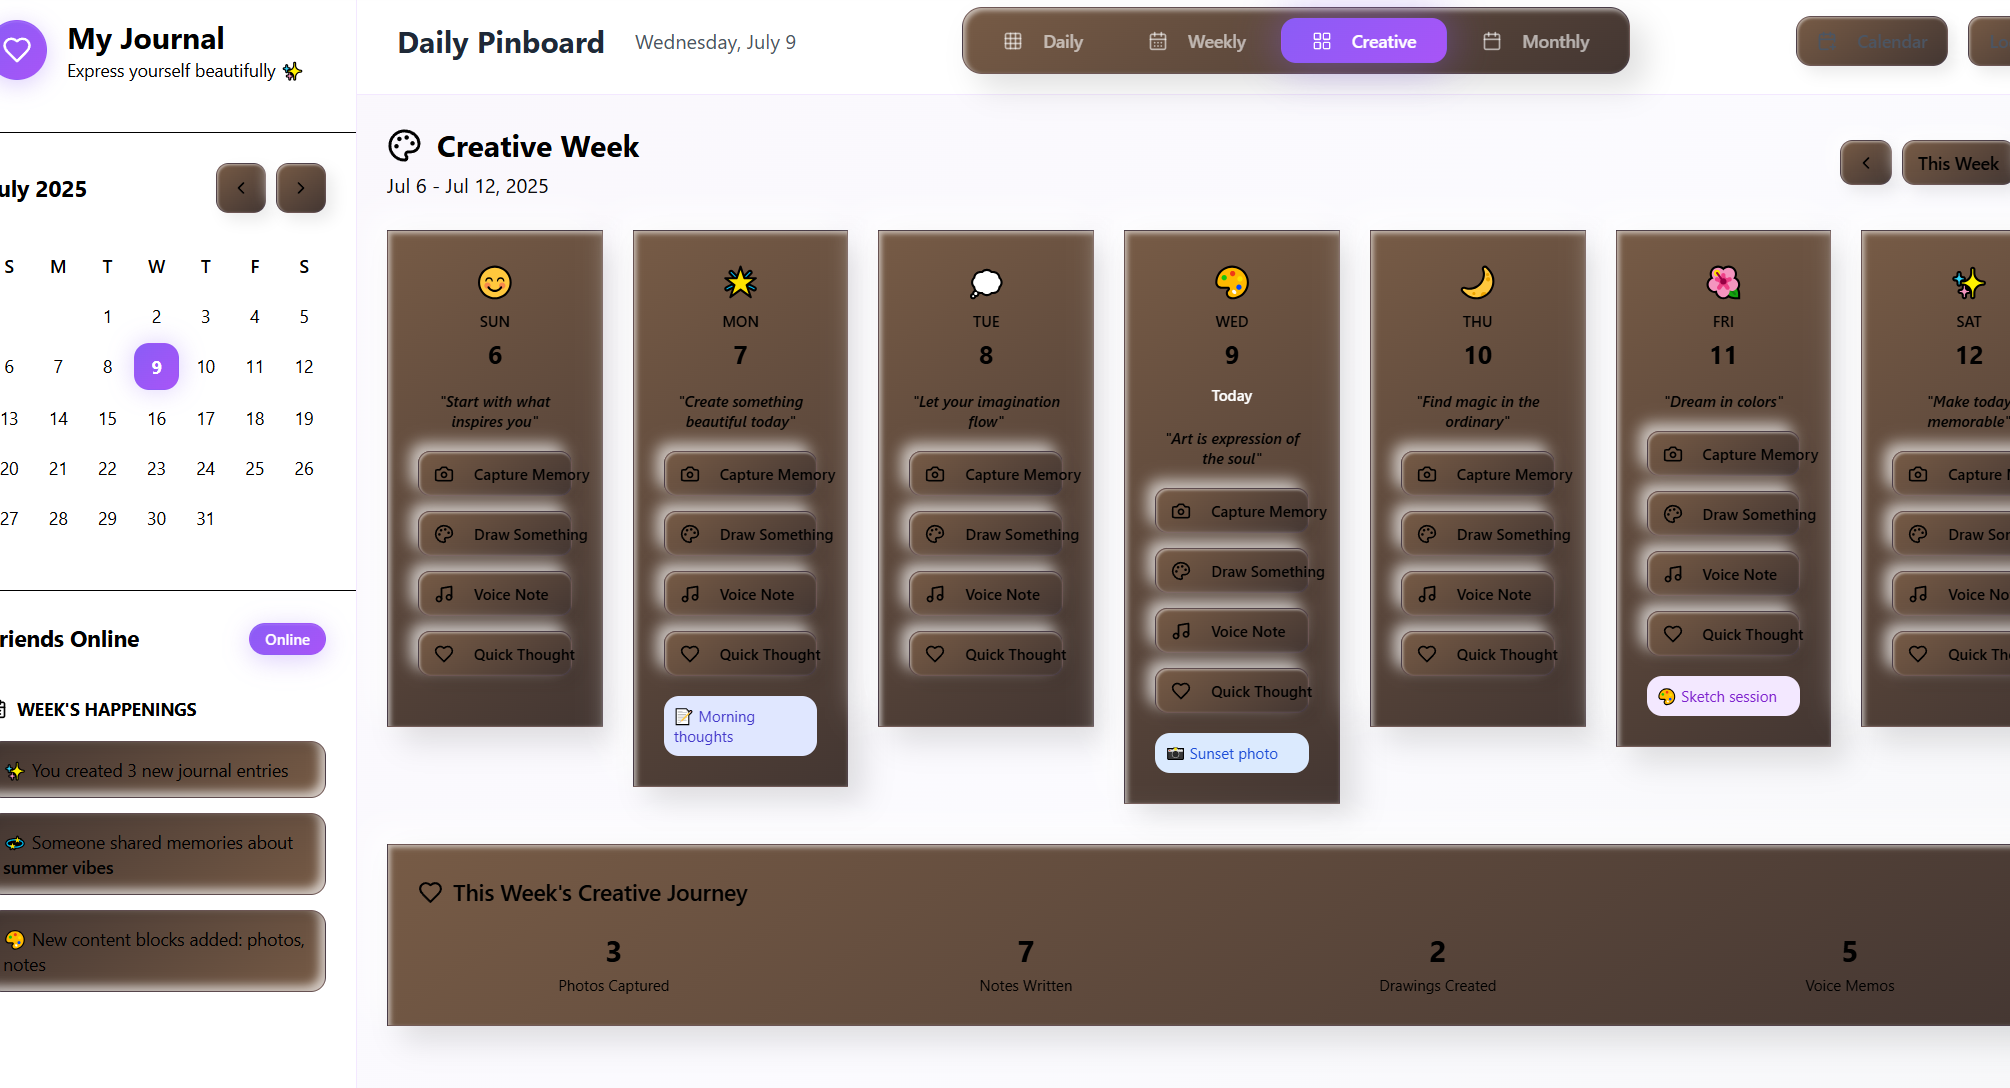 My Journal
Express yourself beautifully ✨
Daily Pinboard
Wednesday, July 9
Daily
Weekly
Creative
Monthly
Calendar
uly 2025
S M T W T F S
1 2 3 4 5
6 7 8 9 10 11 12
13 14 15 16 17 18 19
20 21 22 23 24 25 26
27 28 29 30 31
riends Online
Online
WEEK'S HAPPENINGS
✨ You created 3 new journal entries
💫 Someone shared memories about
summer vibes
🎨 New content blocks added: photos,
notes
Creative Week
Jul 6 - Jul 12, 2025
This Week
SUN
6
"Start with what
inspires you"
Capture Memory
Draw Something
Voice Note
Quick Thought
MON
7
"Create something
beautiful today"
Capture Memory
Draw Something
Voice Note
Quick Thought
📝 Morning
thoughts
TUE
8
"Let your imagination
flow"
Capture Memory
Draw Something
Voice Note
Quick Thought
WED
9
Today
"Art is expression of
the soul"
Capture Memory
Draw Something
Voice Note
Quick Thought
📸 Sunset photo
THU
10
"Find magic in the
ordinary"
Capture Memory
Draw Something
Voice Note
Quick Thought
FRI
11
"Dream in colors"
Capture Memory
Draw Something
Voice Note
Quick Thought
🎨 Sketch session
SAT
12
"Make today
memorable"
Capture
Draw Som
Voice No
Quick Th
This Week's Creative Journey
3
Photos Captured
7
Notes Written
2
Drawings Created
5
Voice Memos